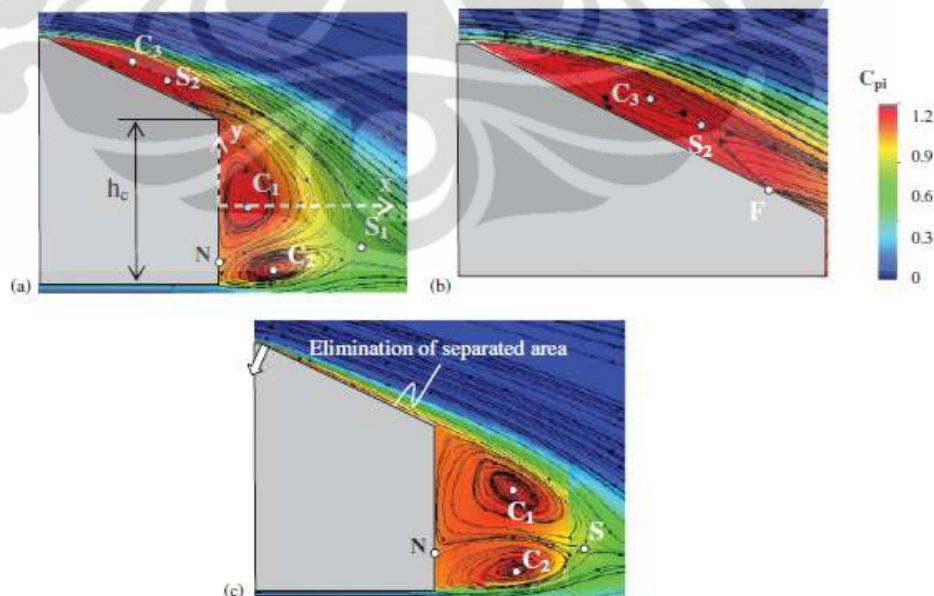 C₃
S₂
y
hc
C₁
x
S₁
N
C₂
(a)
C₃
S₂
F
(b)
Cpi
1.2
0.9
0.6
0.3
0
Elimination of separated area
C₁
S
N
C₂
(c)